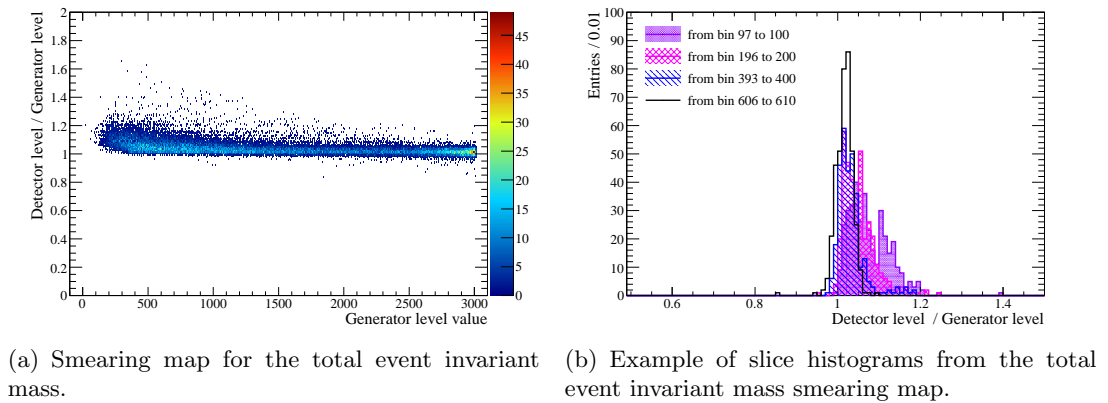 Detector level / Generator level
2
1.8
1.6
1.4
1.2
1
0.8
0.6
0.4
0.2
0
0 500 1000 1500 2000 2500 3000
Generator level value
45
40
35
30
25
20
15
10
5
0
(a) Smearing map for the total event invariant
mass.
Entries / 0.01
100
90
80
70
60
50
40
30
20
10
0
from bin 97 to 100
from bin 196 to 200
from bin 393 to 400
from bin 606 to 610
0.6 0.8 1.0 1.2 1.4
Detector level / Generator level
(b) Example of slice histograms from the total
event invariant mass smearing map.